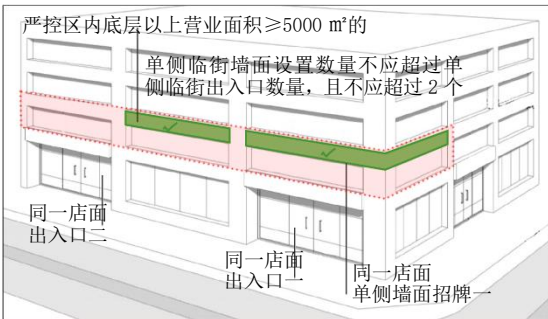 严控区内底层以上营业面积≥5000 ㎡的
单侧临街墙面设置数量不应超过单
侧临街出入口数量，且不应超过 2 个
同一店面
出入口二
同一店面
出入口一
同一店面
单侧墙面招牌一